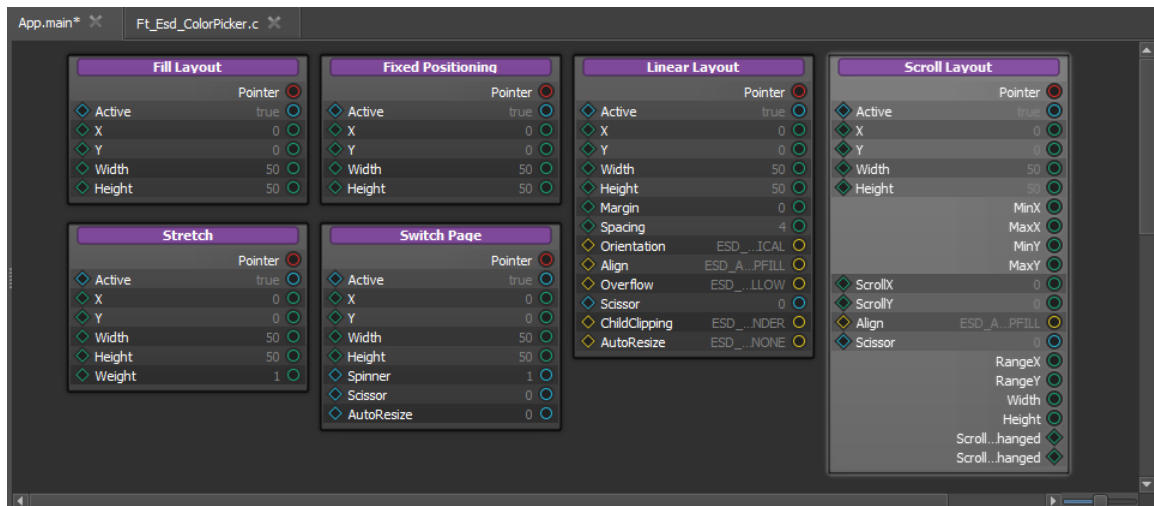 App.main* Ft_Esd_ColorPicker.c
Fill Layout
Pointer
Active true
X 0
Y 0
Width 50
Height 50
Fixed Positioning
Pointer
Active true
X 0
Y 0
Width 50
Height 50
Linear Layout
Pointer
Active true
X 0
Y 0
Width 50
Height 50
Margin 0
Spacing 4
Orientation ESD_...ICAL
Align ESD_A...PFILL
Overflow ESD_...LLOW
Scissor 0
ChildClipping ESD_...NDER
AutoResize ESD_...NONE
Scroll Layout
Pointer
Active true
X 0
Y 0
Width 50
Height 50
MinX
MaxX
MinY
MaxY
ScrollX 0
ScrollY 0
Align ESD_A...PFILL
Scissor 0
RangeX
RangeY
Width
Height
Scroll...hanged
Scroll...hanged
Stretch
Pointer
Active true
X 0
Y 0
Width 50
Height 50
Weight 1
Switch Page
Pointer
Active true
X 0
Y 0
Width 50
Height 50
Spinner 1
Scissor 0
AutoResize 0